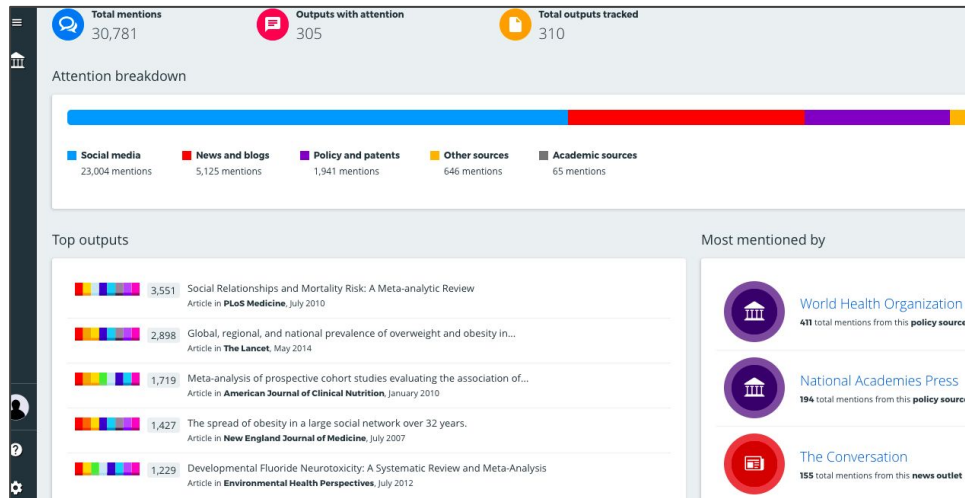 Total mentions
30,781
Outputs with attention
305
Total outputs tracked
310
Attention breakdown
Social media
23,004 mentions
News and blogs
5,125 mentions
Policy and patents
1,941 mentions
Other sources
646 mentions
Academic sources
65 mentions
Top outputs
3,551 Social Relationships and Mortality Risk: A Meta-analytic Review
Article in PLoS Medicine, July 2010
2,898 Global, regional, and national prevalence of overweight and obesity in...
Article in The Lancet, May 2014
1,719 Meta-analysis of prospective cohort studies evaluating the association of...
Article in American Journal of Clinical Nutrition, January 2010
1,427 The spread of obesity in a large social network over 32 years.
Article in New England Journal of Medicine, July 2007
1,229 Developmental Fluoride Neurotoxicity: A Systematic Review and Meta-Analysis
Article in Environmental Health Perspectives, July 2012
Most mentioned by
World Health Organization
411 total mentions from this policy source
National Academies Press
194 total mentions from this policy source
The Conversation
155 total mentions from this news outlet